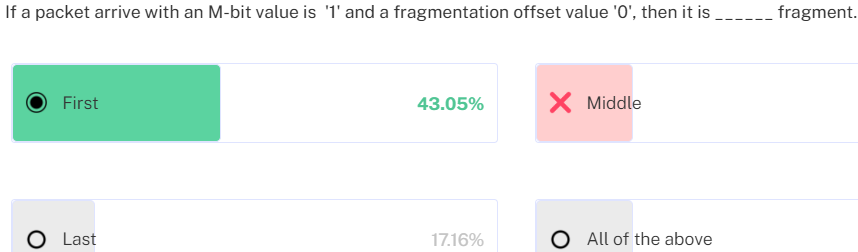 If a packet arrive with an M-bit value is '1' and a fragmentation offset value '0', then it is ______ fragment.
First 43.05% Middle
Last 17.16% All of the above